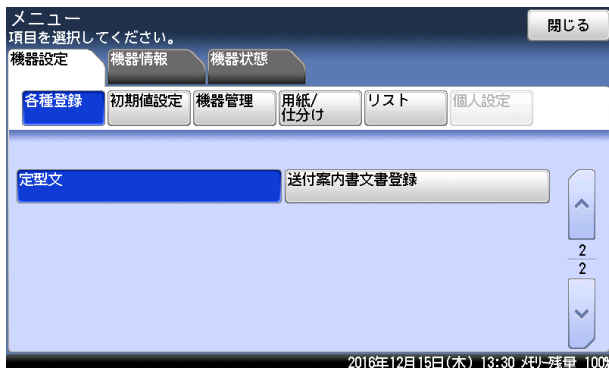 メニュー
項目を選択してください。
閉じる
機器設定
機器情報
機器状態
各種登録
初期値設定
機器管理
用紙/
仕分け
リスト
個人設定
定型文
送付案内書文書登録
2
2
2016年12月15日(木) 13:30 メモリー残量 100%